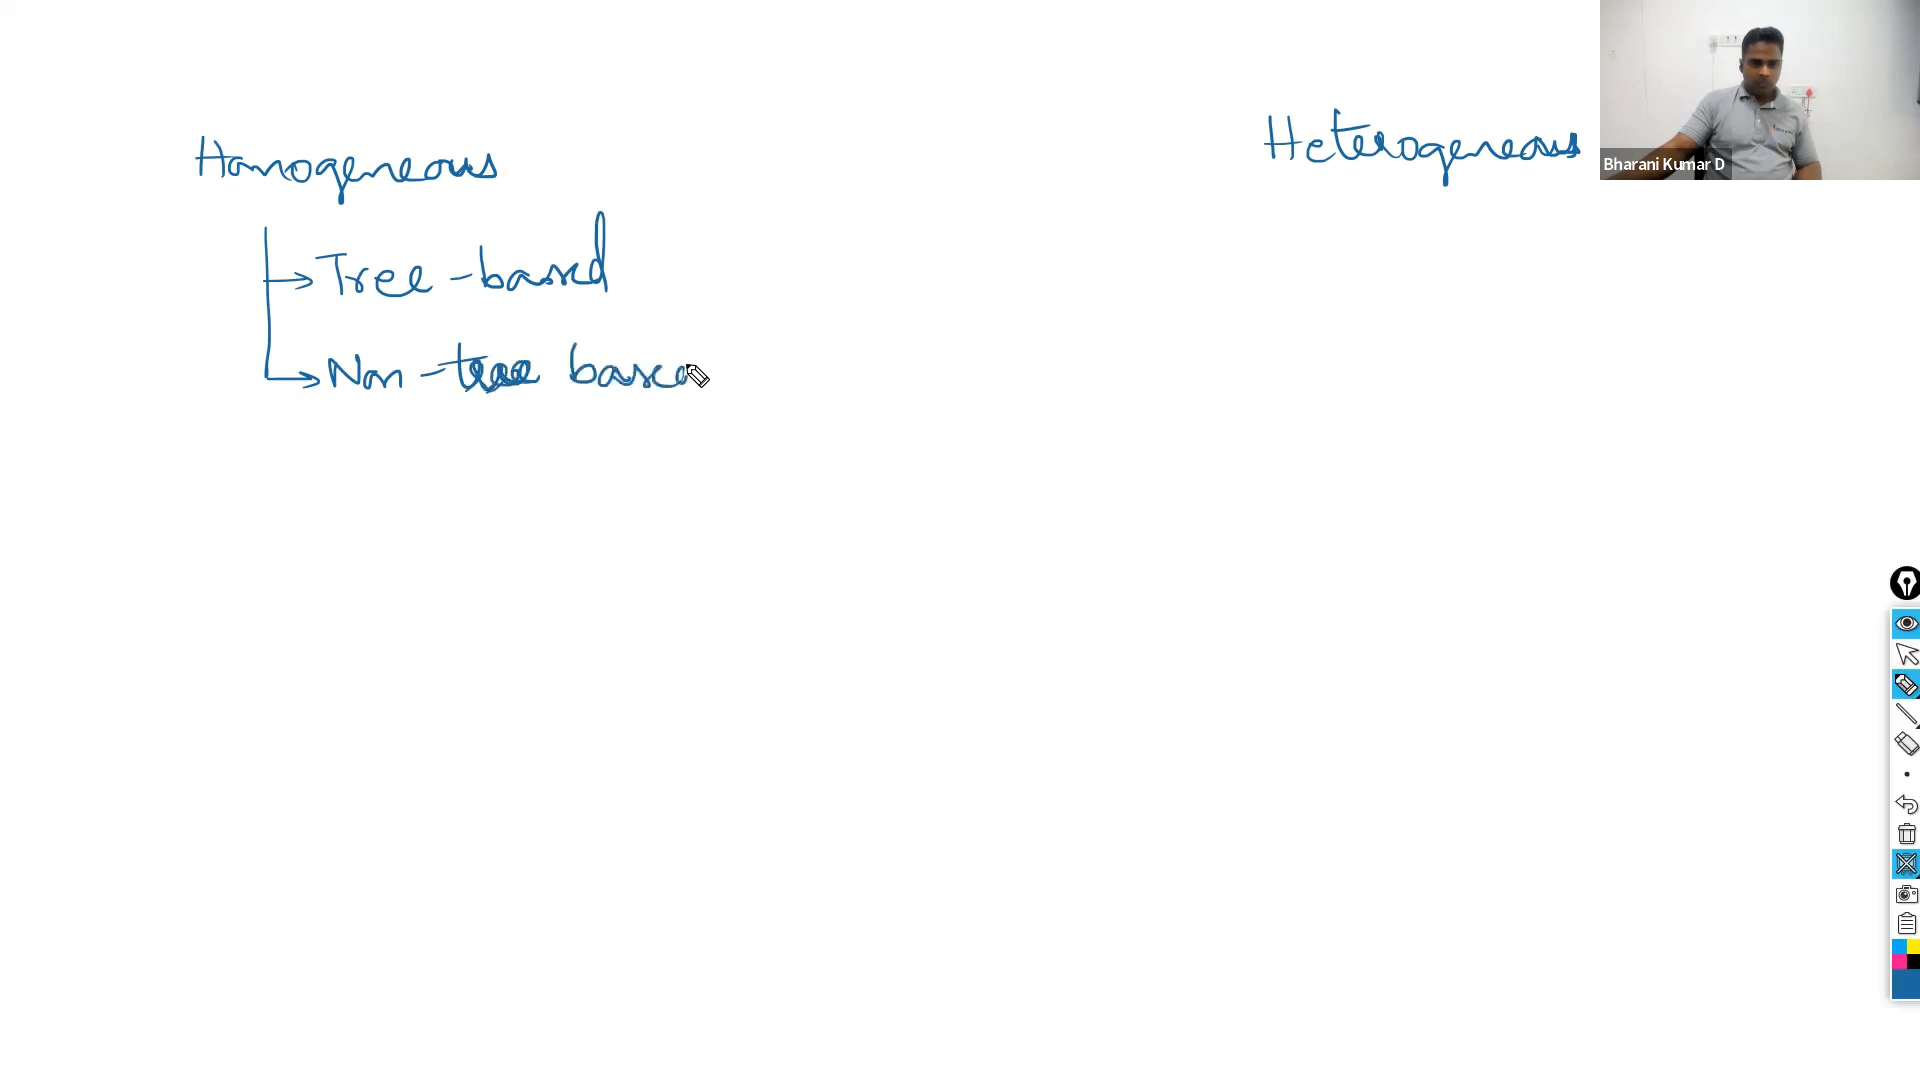 Homogeneous
Heterogeneous
Bharani Kumar D
Tree-based
Non-tree based